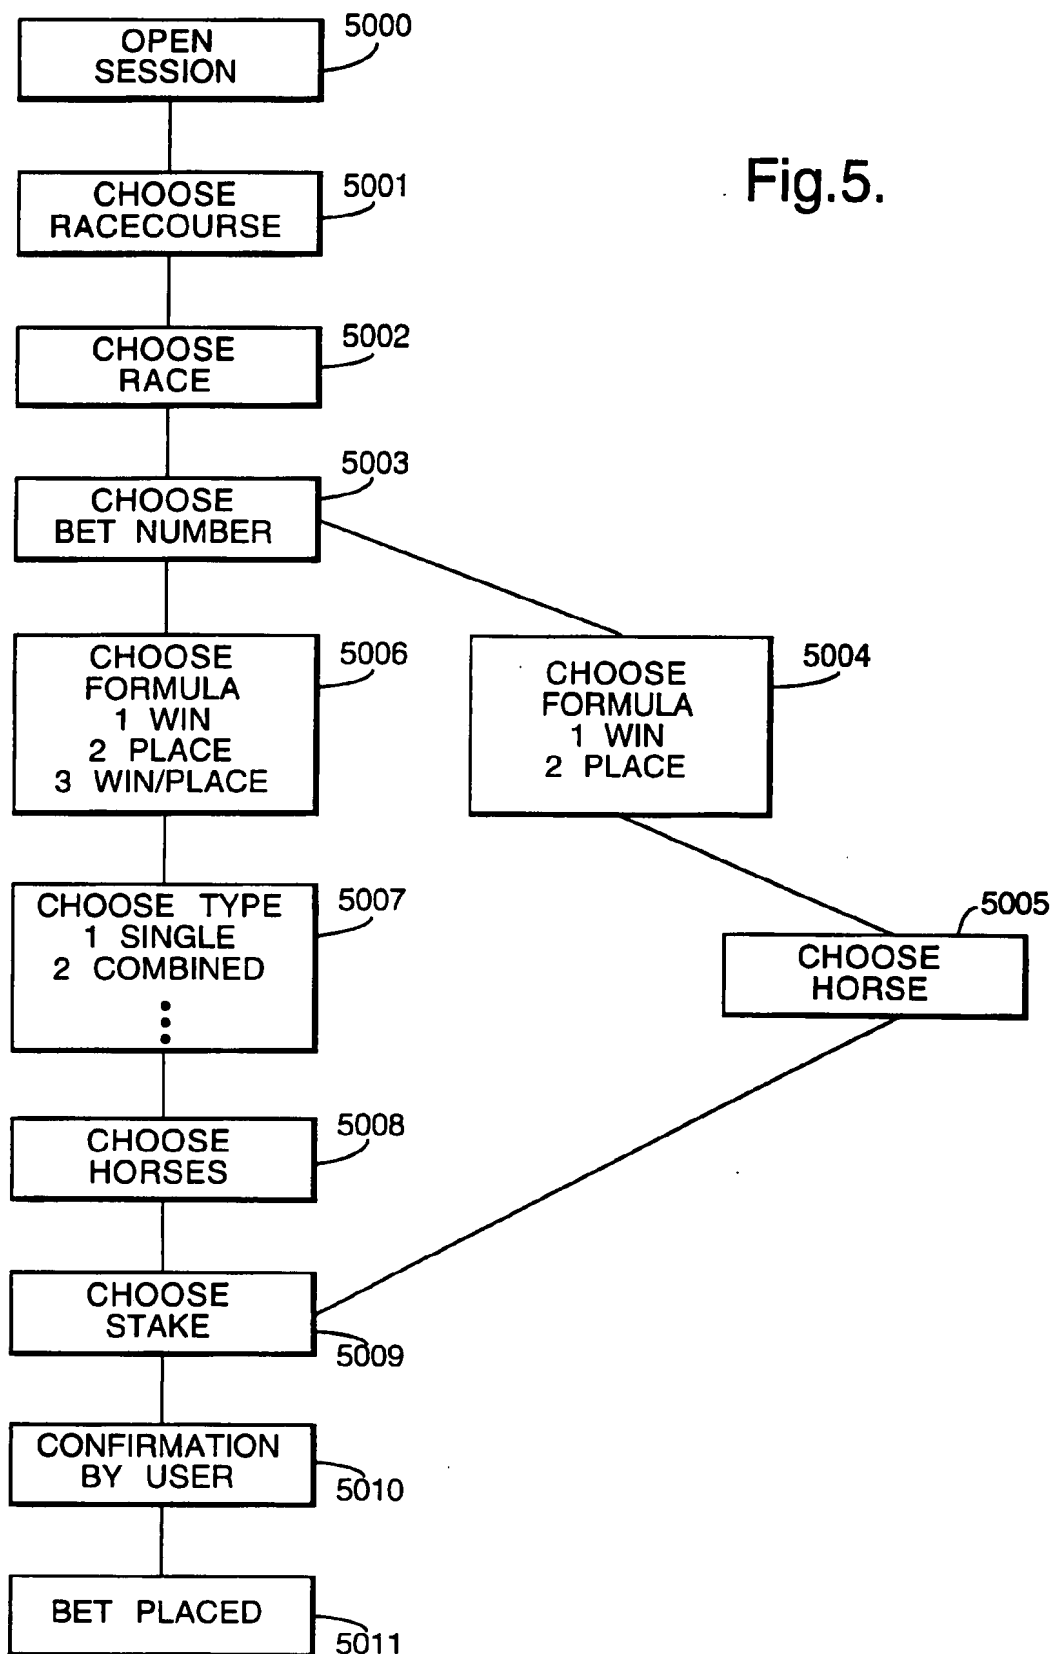 OPEN
SESSION
5000
Fig.5.
CHOOSE
RACECOURSE
5001
CHOOSE
RACE
5002
CHOOSE
BET NUMBER
5003
CHOOSE
FORMULA
1 WIN
2 PLACE
3 WIN/PLACE
5006
CHOOSE
FORMULA
1 WIN
2 PLACE
5004
CHOOSE TYPE
1 SINGLE
2 COMBINED
5007
CHOOSE
HORSE
5005
CHOOSE
HORSES
5008
CHOOSE
STAKE
5009
CONFIRMATION
BY USER
5010
BET PLACED
5011